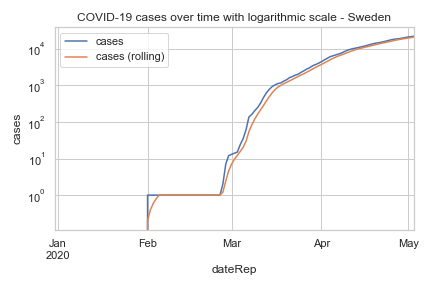 COVID-19 cases over time with logarithmic scale - Sweden
cases
cases (rolling)
10⁴
10³
10²
10¹
10⁰
cases
Jan Feb Mar Apr May
2020
dateRep